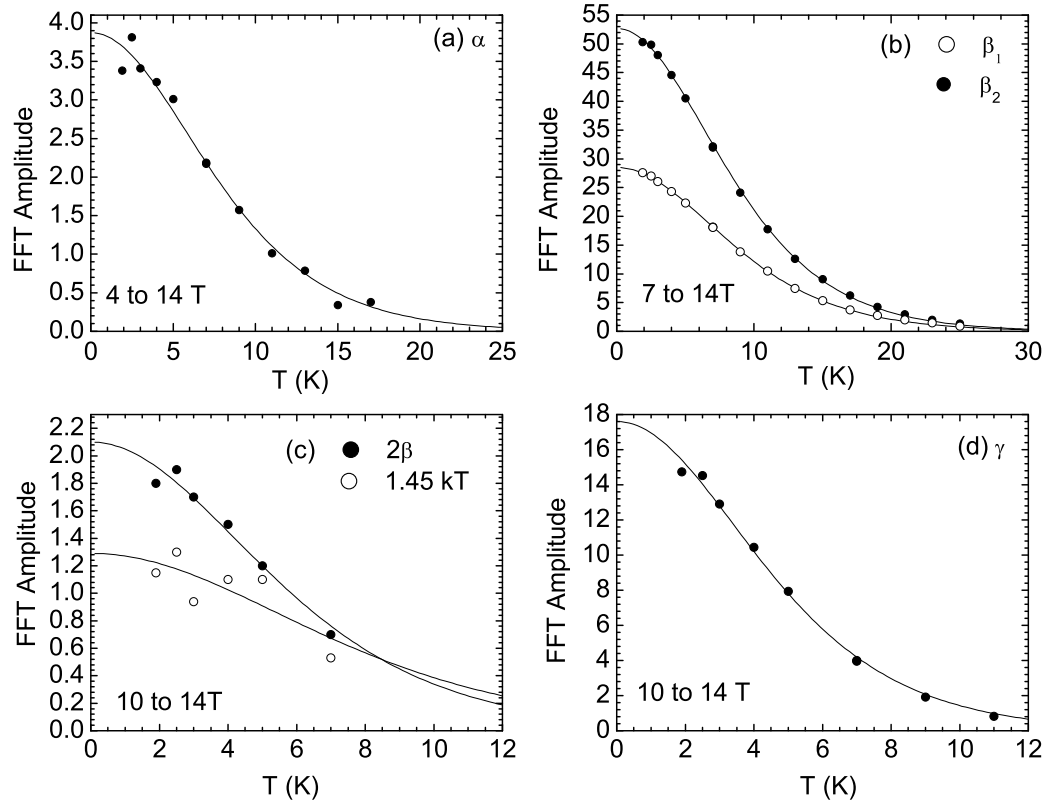 4.0
3.5
3.0
2.5
2.0
1.5
1.0
0.5
0.0
FFT Amplitude
(a) α
4 to 14 T
0 5 10 15 20 25
T (K)
55
50
45
40
35
30
25
20
15
10
5
0
FFT Amplitude
(b)
β1
β2
7 to 14T
0 10 20 30
T (K)
2.2
2.0
1.8
1.6
1.4
1.2
1.0
0.8
0.6
0.4
0.2
0.0
FFT Amplitude
(c)
2β
1.45 kT
10 to 14T
0 2 4 6 8 10 12
T (K)
18
16
14
12
10
8
6
4
2
0
FFT Amplitude
(d) γ
10 to 14 T
0 2 4 6 8 10 12
T (K)